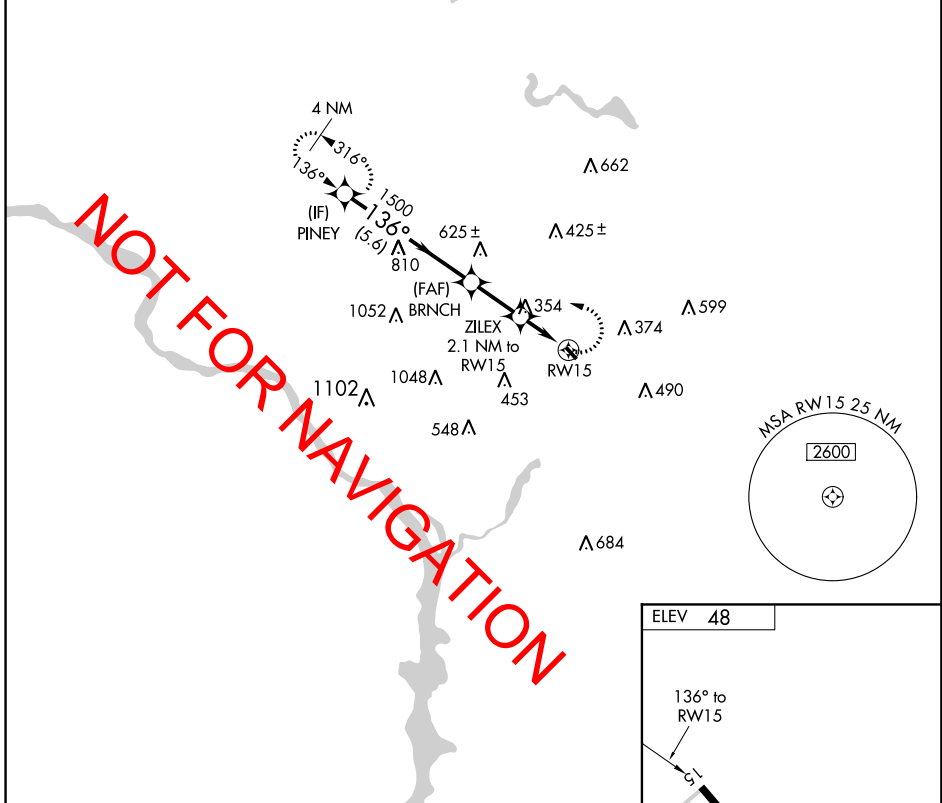 4 NM
316°
136°
(IF)
PINEY
1500
136°
(5.6)
810
625 ±
662
425 ±
(FAF)
BRNCH
1052
354
599
374
ZILEX
2.1 NM to
RW15
RW15
1048
1102
453
490
548
684
NOT FOR NAVIGATION
MSA RW15 25 NM
2600
ELEV 48
136° to
RW15
15